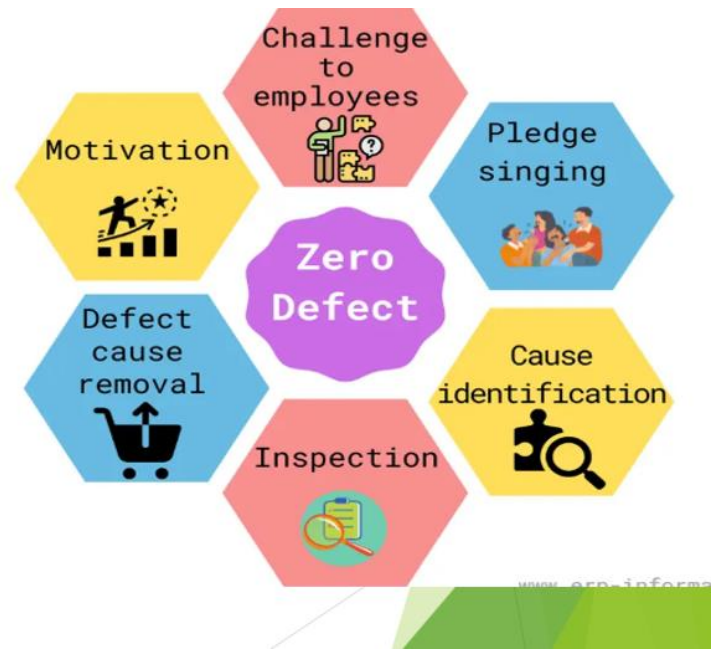 Challenge
to
employees
Pledge
singing
Cause
identification
Inspection
Defect
cause
removal
Motivation
Zero
Defect